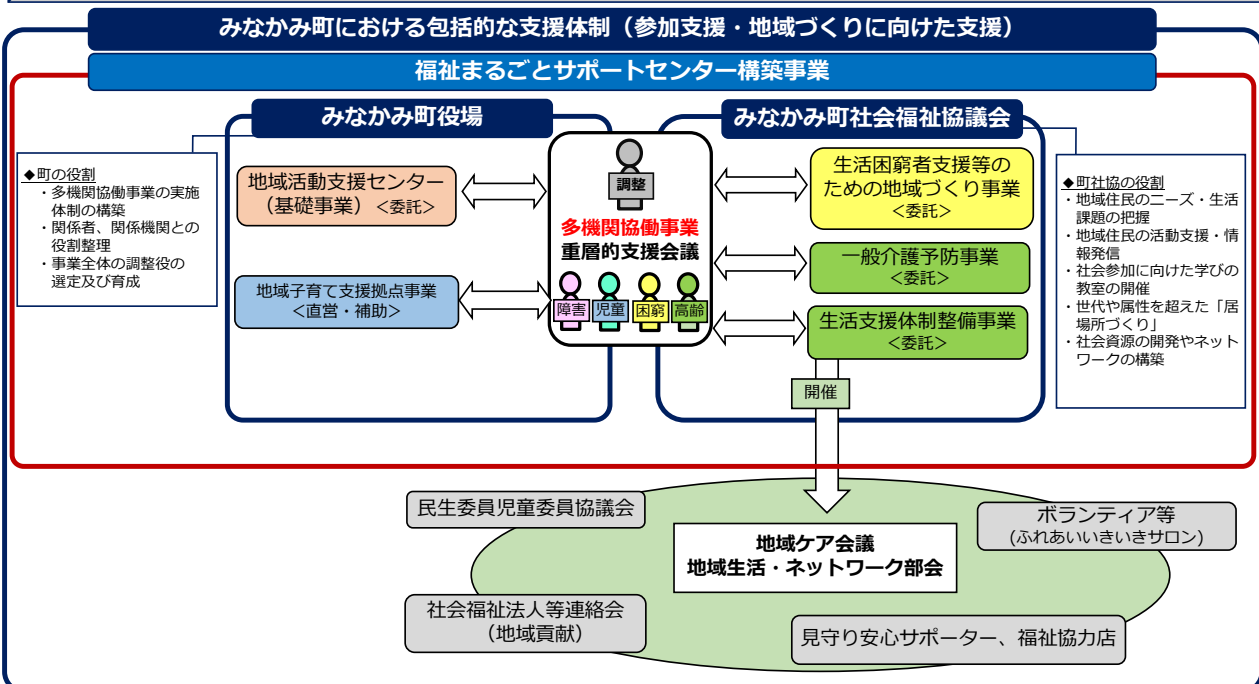 みなかみ町における包括的な支援体制（参加支援・地域づくりに向けた支援）
福祉まるごとサポートセンター構築事業
みなかみ町役場
みなかみ町社会福祉協議会
◆町の役割
・多機関協働事業の実施
体制の構築
・関係者、関係機関との
役割整理
・事業全体の調整役の
選定及び育成
地域活動支援センター
（基礎事業）<委託>
地域子育て支援拠点事業
<直営・補助>
調整
多機関協働事業
重層的支援会議
障害
児童
困窮
高齢
生活困窮者支援等の
ための地域づくり事業
<委託>
一般介護予防事業
<委託>
生活支援体制整備事業
<委託>
◆町社協の役割
・地域住民のニーズ・生活
課題の把握
・地域住民の活動支援・情
報発信
・社会参加に向けた学びの
教室の開催
・世代や属性を超えた「居
場所づくり」
・社会資源の開発やネット
ワークの構築
開催
民生委員児童委員協議会
ボランティア等
(ふれあいいきいきサロン)
地域ケア会議
地域生活・ネットワーク部会
社会福祉法人等連絡会
（地域貢献）
見守り安心サポーター、福祉協力店